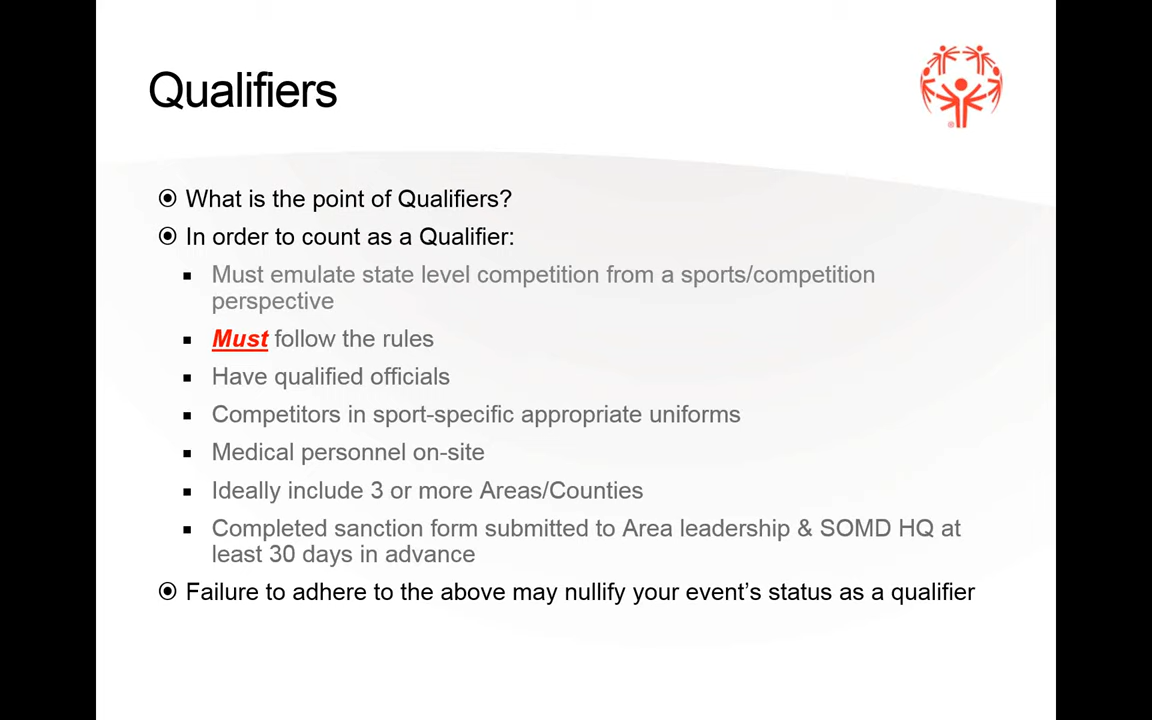 Qualifiers
What is the point of Qualifiers?
In order to count as a Qualifier:
Must emulate state level competition from a sports/competition
perspective
Must follow the rules
Have qualified officials
Competitors in sport-specific appropriate uniforms
Medical personnel on-site
Ideally include 3 or more Areas/Counties
Completed sanction form submitted to Area leadership & SOMD HQ at
least 30 days in advance
Failure to adhere to the above may nullify your event’s status as a qualifier